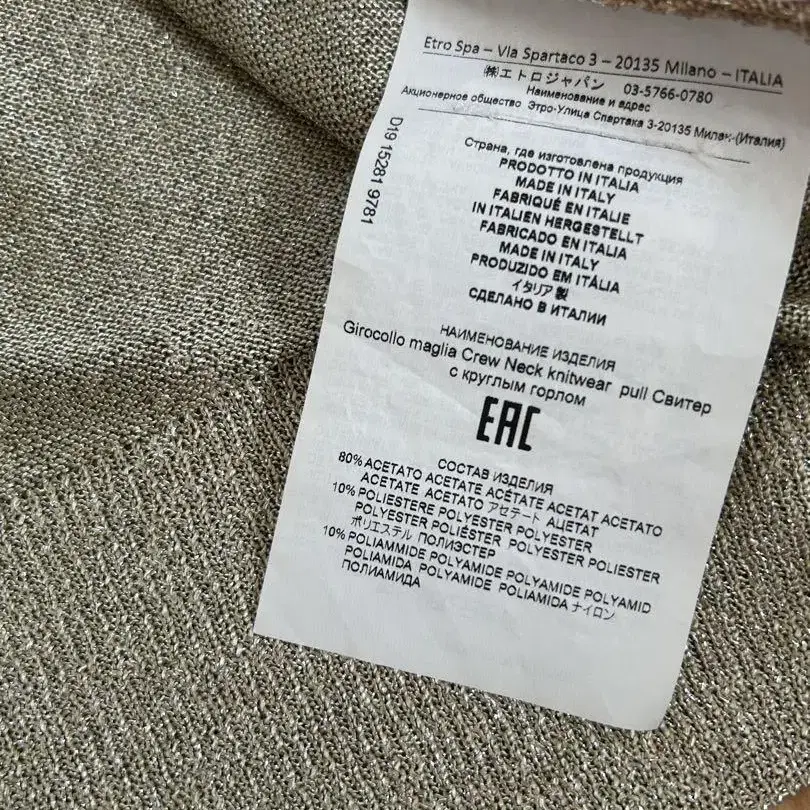 Etro Spa – Via Spartaco 3 – 20135 Milano – ITALIA
㈱エトロジャパン 03-5766-0780
Наименование и адрес
Акционерное общество Этро-Улица Спартака 3-20135 Милан-(Италия)
D19 15281 9781
Страна, где изготовлена продукция
PRODOTTO IN ITALIA
MADE IN ITALY
FABRIQUÉ EN ITALIE
IN ITALIEN HERGESTELLT
FABRICADO EN ITALIA
MADE IN ITALY
PRODUZIDO EM ITÁLIA
イタリア製
СДЕЛАНО В ИТАЛИИ
НАИМЕНОВАНИЕ ИЗДЕЛИЯ
Girocollo maglia Crew Neck knitwear pull Свитер
с круглым горлом
EAC
СОСТАВ ИЗДЕЛИЯ
80% ACETATO ACETATE ACÉTATE ACETAT ACETATO
ACETATE ACETATO アセテート АЦЕТАТ
10% POLIESTERE POLYESTER POLYESTER
POLYESTER POLIÉSTER POLYESTER POLIESTER
ポリエステル ПОЛИЭСТЕР
10% POLIAMMIDE POLYAMIDE POLYAMIDE POLYAMID
POLIAMIDA POLYAMIDE POLIAMIDA ナイロン
ПОЛИАМИДА